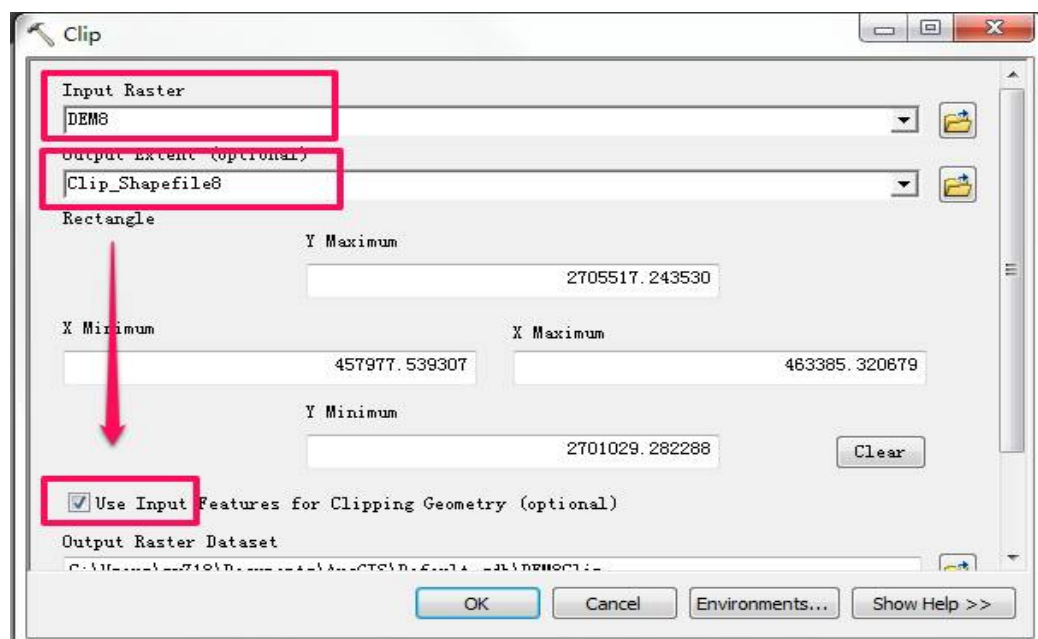 Clip
Input Raster
DEM8
Output Extent (optional)
Clip_Shapefile8
Rectangle
Y Maximum
2705517.243530
X Minimum
X Maximum
457977.539307
463385.320679
Y Minimum
2701029.282288
Clear
Use Input Features for Clipping Geometry (optional)
Output Raster Dataset
OK Cancel Environments... Show Help >>